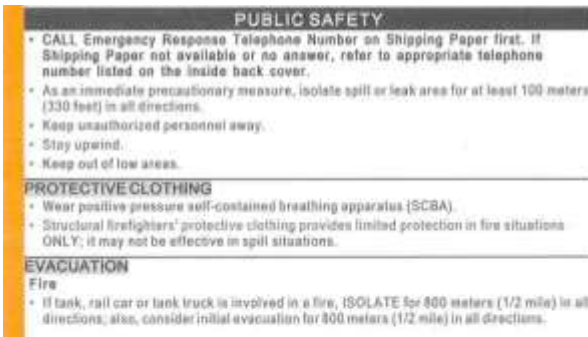 PUBLIC SAFETY
• CALL Emergency Response Telephone Number on Shipping Paper first. If
Shipping Paper not available or no answer, refer to appropriate telephone
number listed on the inside back cover.
• As an immediate precautionary measure, isolate spill or leak area for at least 100 meters
(330 feet) in all directions.
• Keep unauthorized personnel away.
• Stay upwind.
• Keep out of low areas.
PROTECTIVE CLOTHING
• Wear positive pressure self-contained breathing apparatus (SCBA).
• Structural firefighters' protective clothing provides limited protection in fire situations
ONLY; it may not be effective in spill situations.
EVACUATION
Fire
• If tank, rail car or tank truck is involved in a fire, ISOLATE for 800 meters (1/2 mile) in all
directions; also, consider initial evacuation for 800 meters (1/2 mile) in all directions.